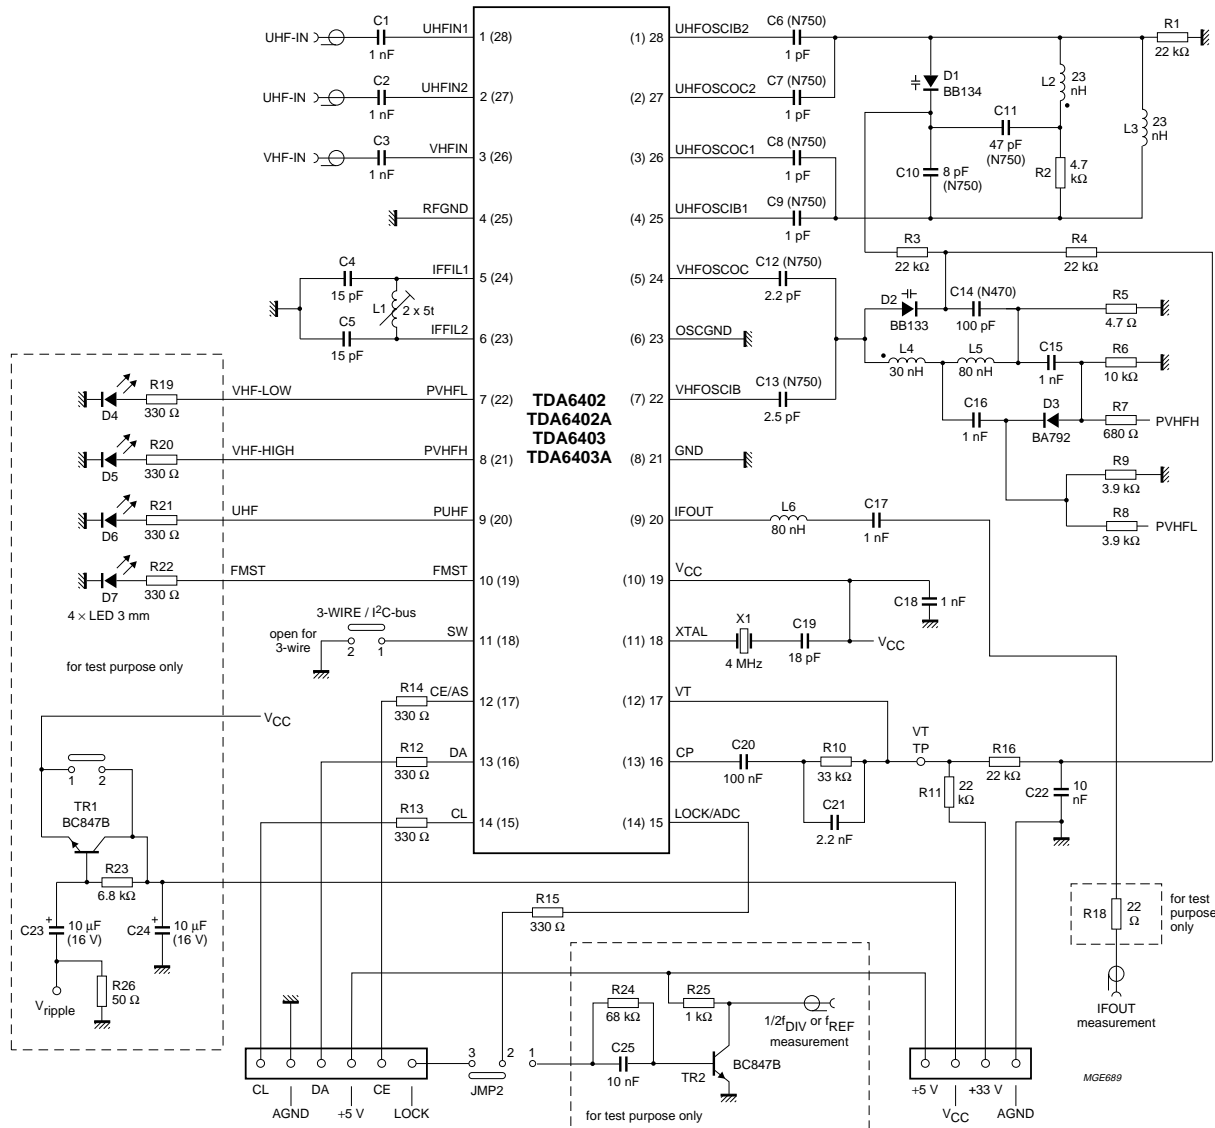 UHF-IN
C1
1 nF
UHFIN1
1 (28)
UHF-IN
C2
1 nF
UHFIN2
2 (27)
VHF-IN
C3
1 nF
VHFIN
3 (26)
RFGND
4 (25)
C4
15 pF
IFFIL1
5 (24)
L1
2 x 5t
C5
15 pF
IFFIL2
6 (23)
D4
R19
330 Ω
VHF-LOW
PVHFL
7 (22)
D5
R20
330 Ω
VHF-HIGH
PVHFH
8 (21)
D6
R21
330 Ω
UHF
PUHF
9 (20)
D7
R22
330 Ω
FMST
FMST
10 (19)
4 × LED 3 mm
for test purpose only
3-WIRE / I²C-bus
open for
3-wire
2
1
SW
11 (18)
R14
330 Ω
CE/AS
12 (17)
R12
330 Ω
DA
13 (16)
R13
330 Ω
CL
14 (15)
TDA6402
TDA6402A
TDA6403
TDA6403A
(1) 28
UHFOSCIB2
C6 (N750)
1 pF
(2) 27
UHFOSCOC2
C7 (N750)
1 pF
(3) 26
UHFOSCOC1
C8 (N750)
1 pF
(4) 25
UHFOSCIB1
C9 (N750)
1 pF
(5) 24
VHFOSCOC
C12 (N750)
2.2 pF
(6) 23
OSCGND
(7) 22
VHFOSCIB
C13 (N750)
2.5 pF
(8) 21
GND
(9) 20
IFOUT
L6
80 nH
C17
1 nF
(10) 19
VCC
C18
1 nF
(11) 18
XTAL
X1
4 MHz
C19
18 pF
VCC
(12) 17
VT
(13) 16
CP
C20
100 nF
R10
33 kΩ
C21
2.2 nF
(14) 15
LOCK/ADC
VT
TP
R11
22
kΩ
R16
22 kΩ
C22
10
nF
R1
22 kΩ
D1
BB134
L2
23
nH
L3
23
nH
C11
47 pF
(N750)
C10
8 pF
(N750)
R2
4.7
kΩ
R3
22 kΩ
R4
22 kΩ
D2
BB133
C14 (N470)
100 pF
R5
4.7 Ω
L4
30 nH
L5
80 nH
C15
1 nF
R6
10 kΩ
C16
1 nF
D3
BA792
R7
680 Ω
PVHFH
R9
3.9 kΩ
R8
3.9 kΩ
PVHFL
VCC
1
2
TR1
BC847B
R23
6.8 kΩ
C23
+
10 µF
(16 V)
C24
+
10 µF
(16 V)
R26
50 Ω
Vripple
R15
330 Ω
R24
68 kΩ
R25
1 kΩ
C25
10 nF
TR2
BC847B
1/2fDIV or fREF
measurement
for test purpose only
R18
22
Ω
for test
purpose
only
IFOUT
measurement
CL
DA
CE
AGND
+5 V
LOCK
3
2
1
JMP2
+5 V
+33 V
VCC
AGND
MGE689